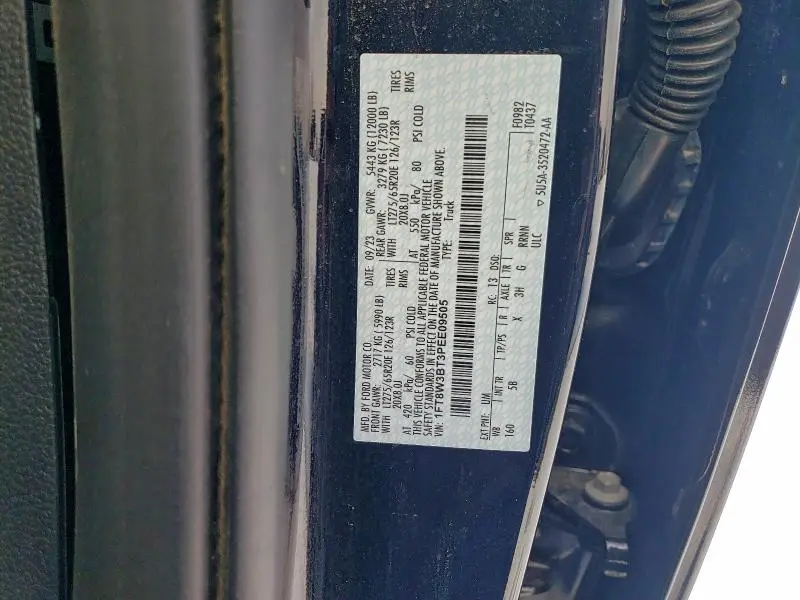 MFD. BY FORD MOTOR CO.
DATE: 09/23 GVWR: 5443 KG (12000 LB)
FRONT GAWR: 2717 KG (5990 LB) REAR GAWR: 3279 KG (7230 LB)
WITH LT275/65R20E 126/123R TIRES WITH LT275/65R20E 126/123R TIRES
20X8.0J RIMS 20X8.0J RIMS
AT 420 kPa/ 60 PSI COLD AT 550 kPa/ 80 PSI COLD
THIS VEHICLE CONFORMS TO ALL APPLICABLE FEDERAL MOTOR VEHICLE
SAFETY STANDARDS IN EFFECT ON THE DATE OF MANUFACTURE SHOWN ABOVE.
VIN: 1FT8W3BT3PEE09505 TYPE: Truck
EXT PNT: UM RC: 13 DSO: F0982
WB INT TR TP/PS R AXLE TR SPR T0437
160 5B X 3H G RRNN
ULC 5U5A-3520472-AA